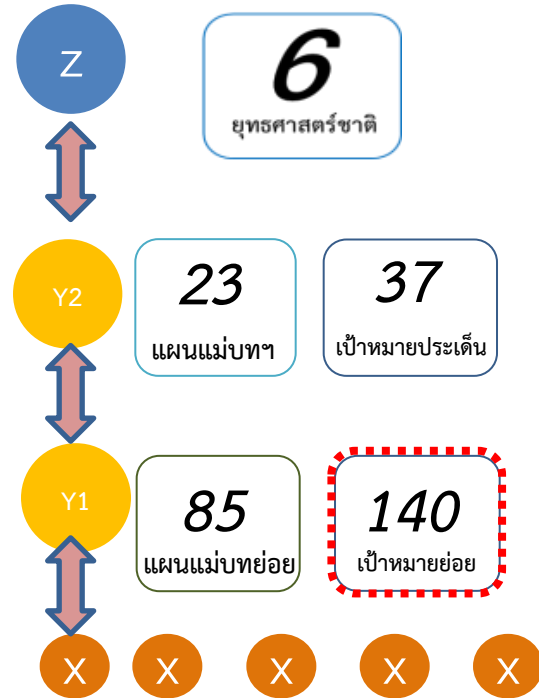 Z
6
ยุทธศาสตร์ชาติ
Y2
23
แผนแม่บทฯ
37
เป้าหมายประเด็น
Y1
85
แผนแม่บทย่อย
140
เป้าหมายย่อย
X X X X X